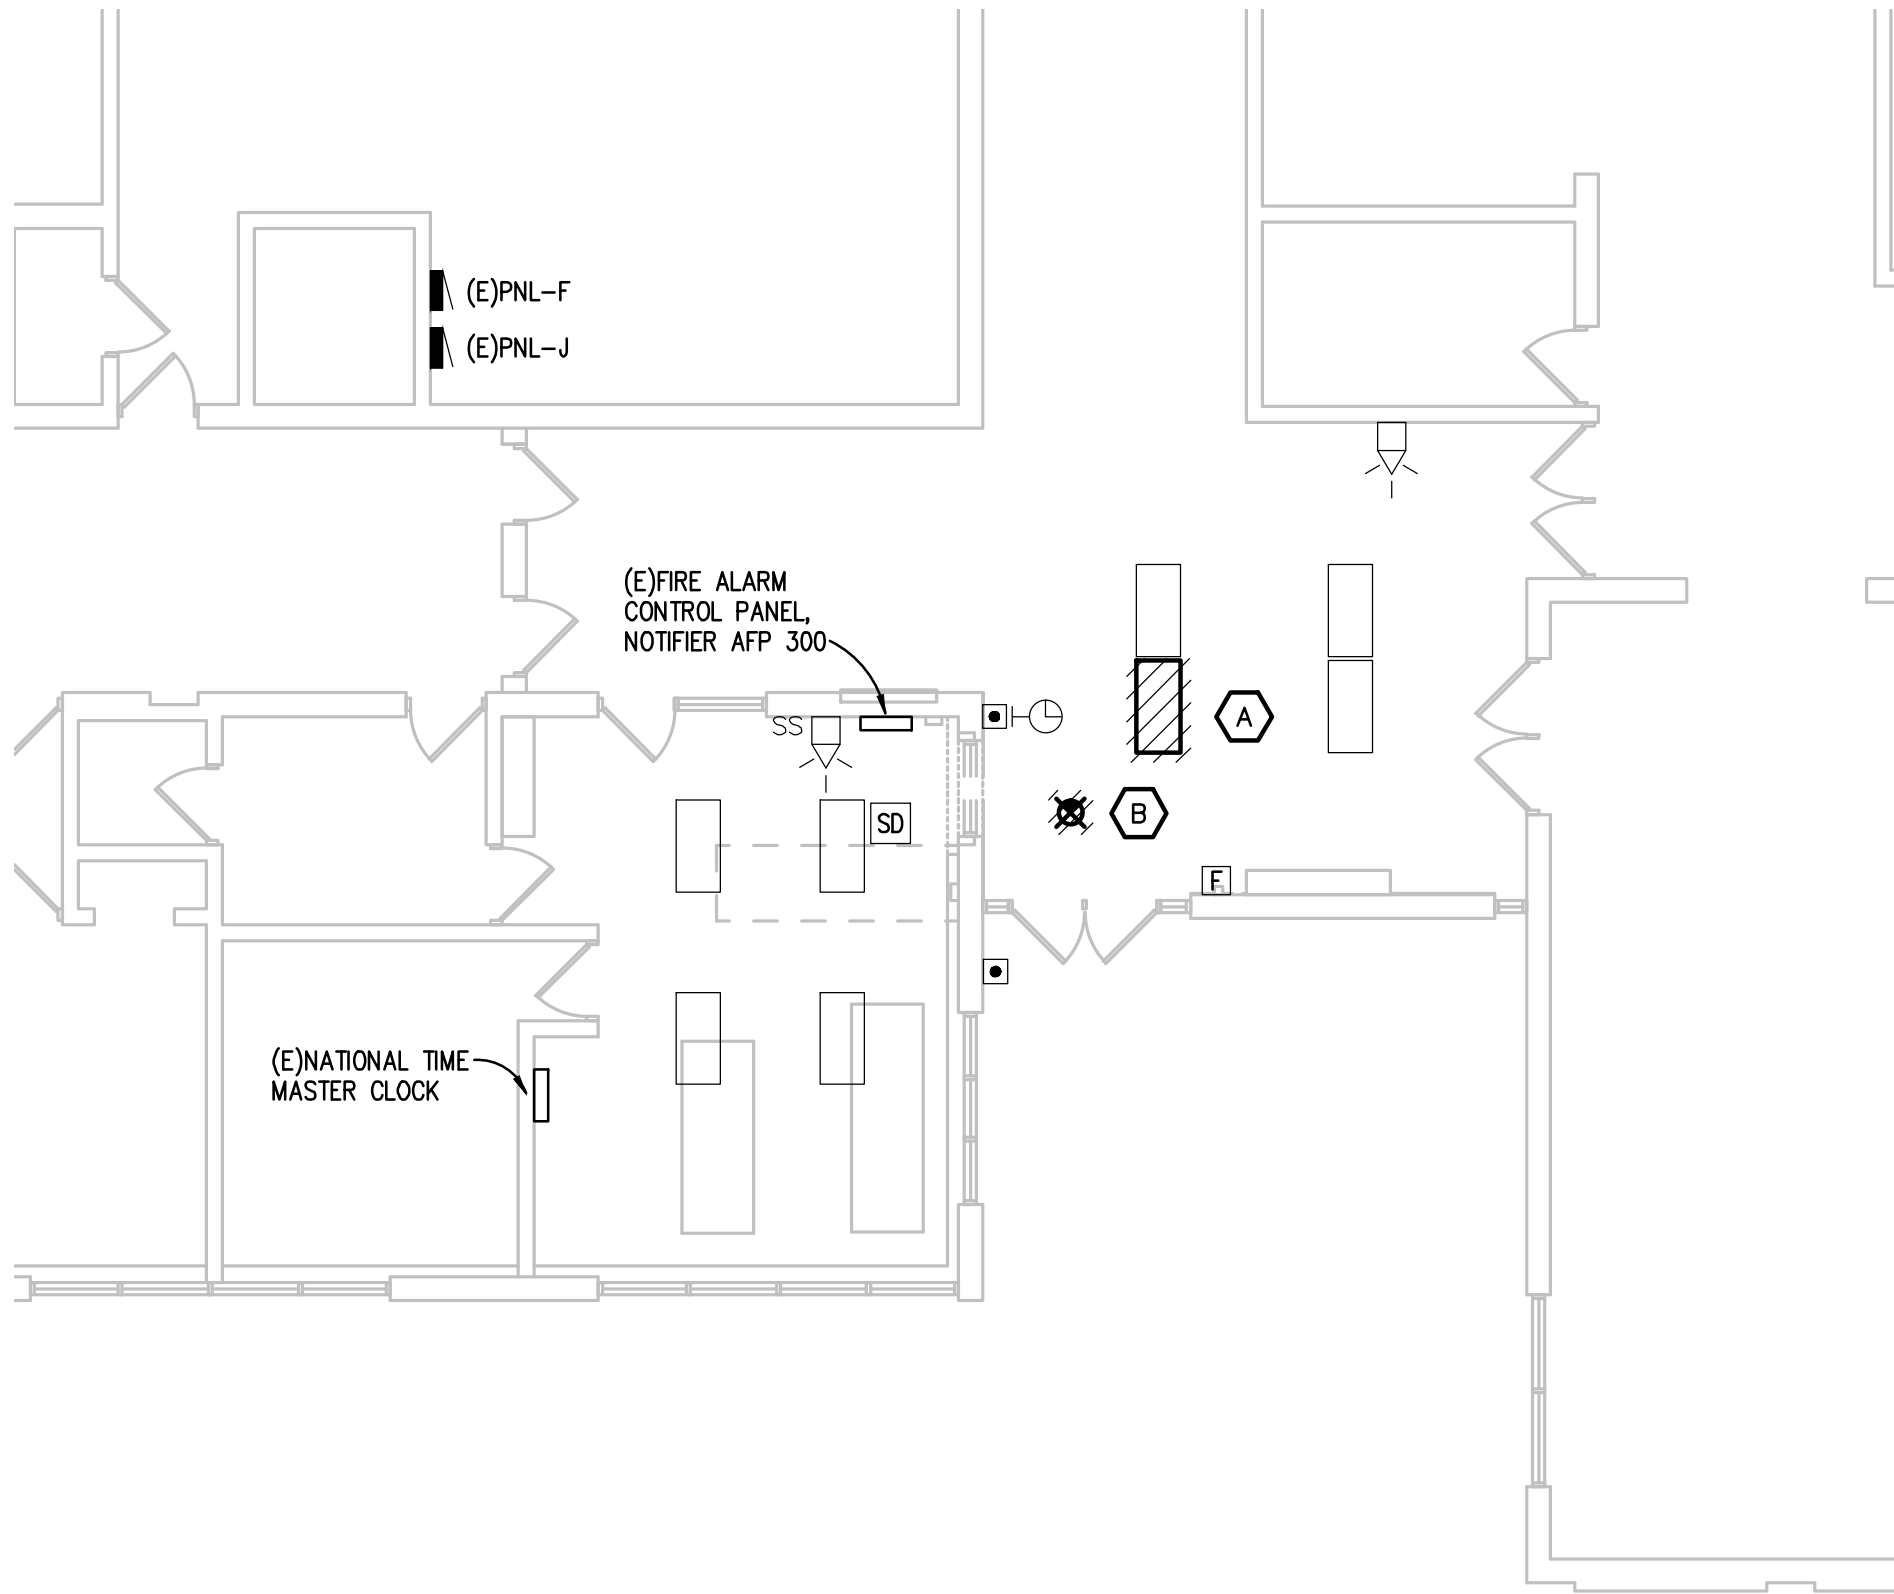 (E)PNL-F
(E)PNL-J
(E)FIRE ALARM
CONTROL PANEL,
NOTIFIER AFP 300
SS
A
SD
B
F
(E)NATIONAL TIME
MASTER CLOCK